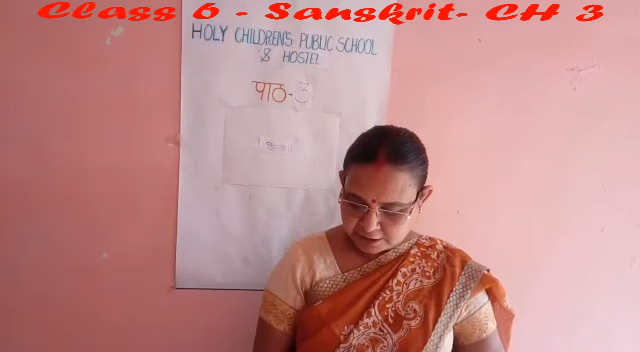 Class 6 - Sanskrit- CH 3
HOLY CHILDREN'S PUBLIC SCHOOL
& HOSTEL
पाठ-3